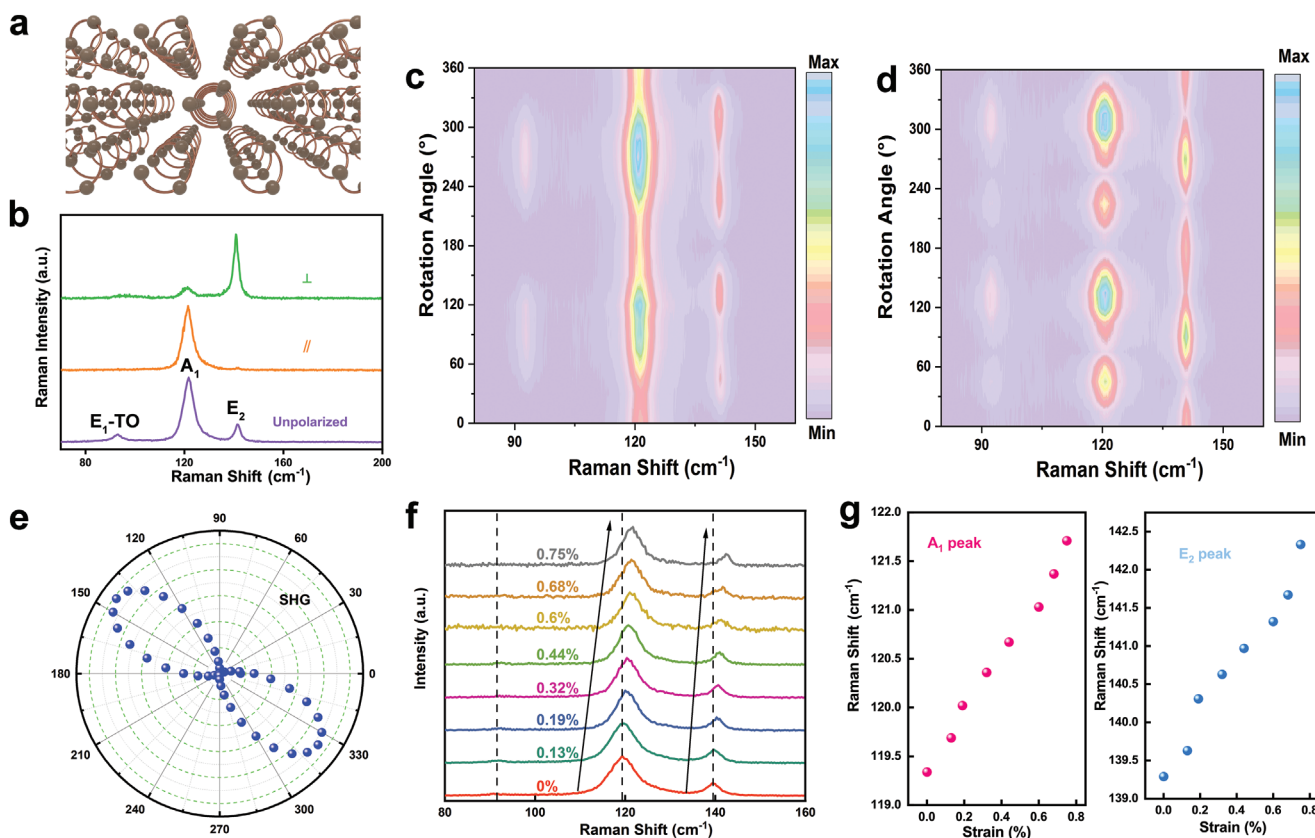 a
b
⊥
//
A1
E1-TO
E2
Unpolarized
80
120
160
200
Raman Shift (cm-1)
Raman Intensity (a.u.)
c
360
300
260
180
120
60
0
90
120
150
Raman Shift (cm-1)
Rotation Angle (°)
Max
Min
d
360
300
240
180
120
60
0
90
120
150
Raman Shift (cm-1)
Rotation Angle (°)
Max
Min
e
90
120
60
150
30
SHG
180
0
210
330
240
300
270
f
0.75%
0.68%
0.6%
0.44%
0.32%
0.19%
0.13%
0%
80
100
120
140
160
Raman Shift (cm-1)
Intensity (a.u.)
g
122.0
121.5
121.0
120.5
120.0
119.5
119.0
A1 peak
0.0
0.2
0.4
0.6
0.8
Strain (%)
Raman Shift (cm-1)
142.5
142.0
141.5
141.0
140.5
140.0
139.5
139.0
E2 peak
0.0
0.2
0.4
0.6
0.8
Strain (%)
Raman Shift (cm-1)